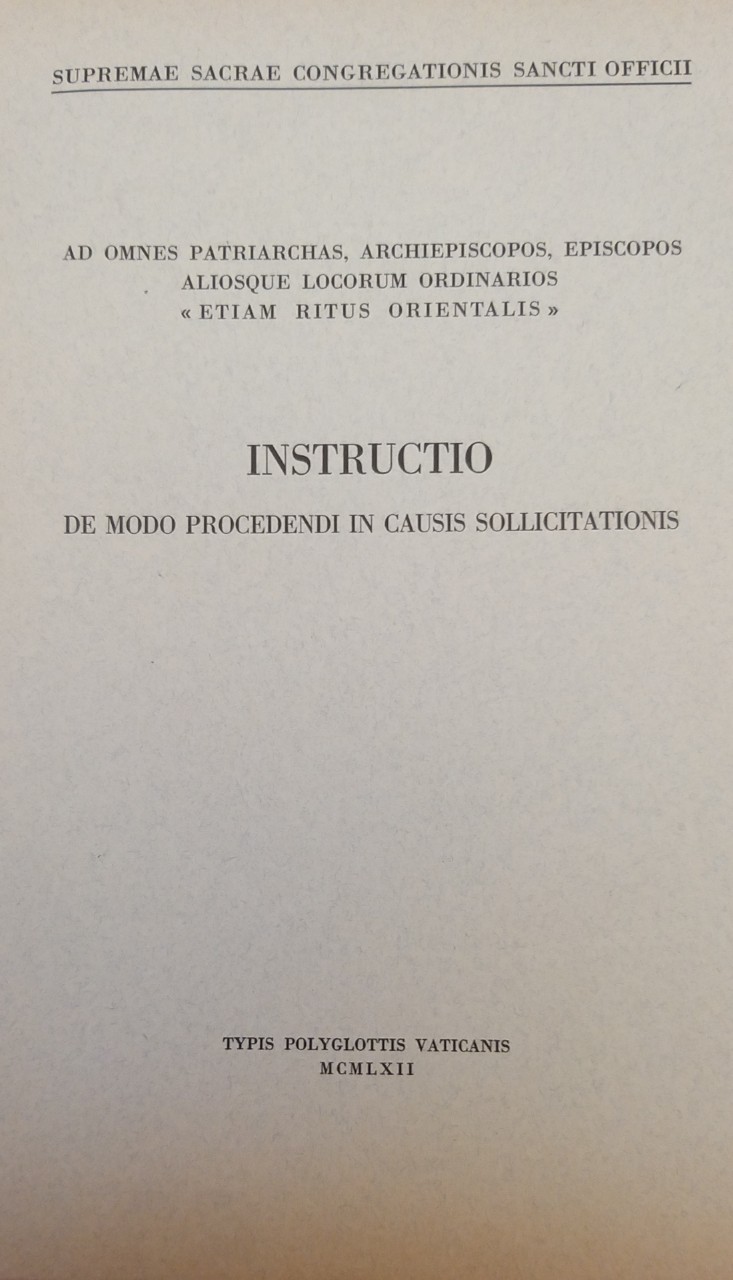 SUPREMAE SACRAE CONGREGATIONIS SANCTI OFFICII
AD OMNES PATRIARCHAS, ARCHIEPISCOPOS, EPISCOPOS
ALIOSQUE LOCORUM ORDINARIOS
« ETIAM RITUS ORIENTALIS »
INSTRUCTIO
DE MODO PROCEDENDI IN CAUSIS SOLLICITATIONIS
TYPIS POLYGLOTTIS VATICANIS
MCMLXII